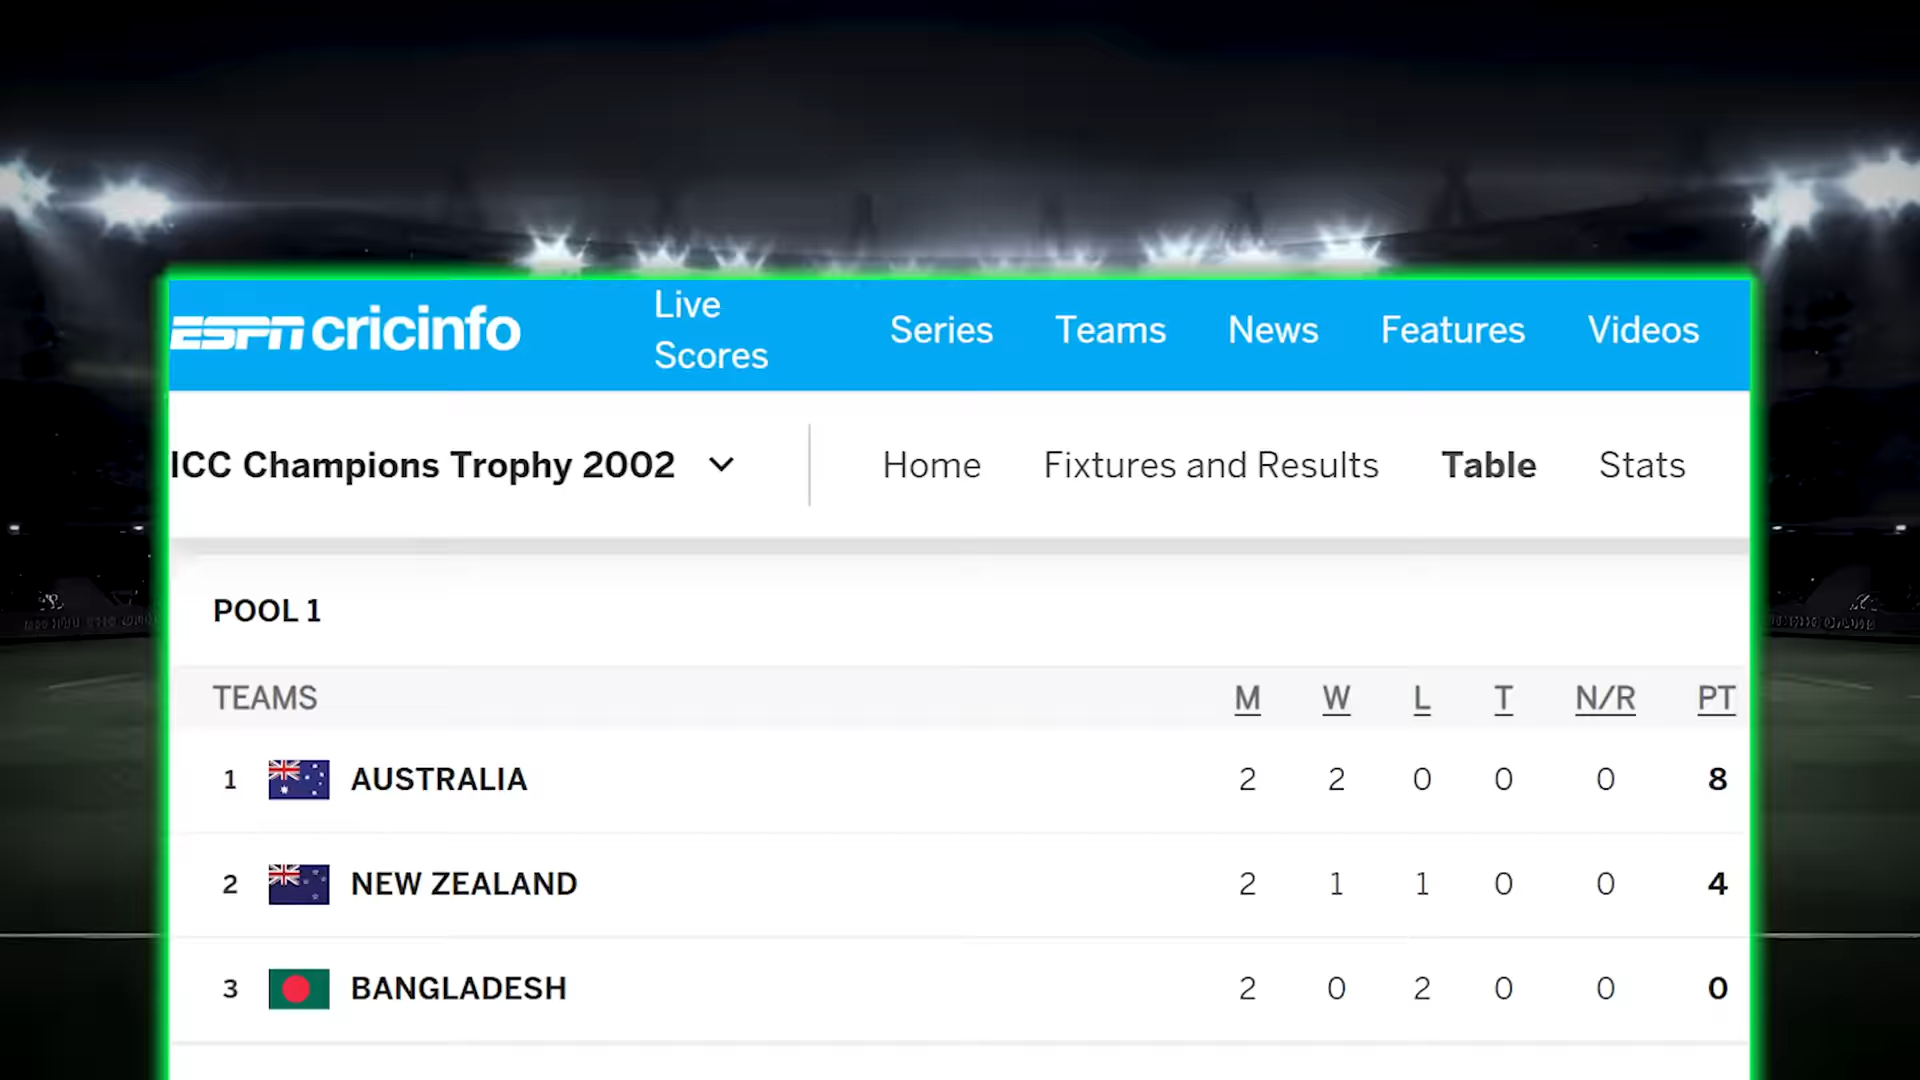 ESPN cricinfo
Live Scores
Series Teams News Features Videos
ICC Champions Trophy 2002
Home Fixtures and Results Table Stats
POOL 1
TEAMS M W L T N/R PT
1 AUSTRALIA 2 2 0 0 0 8
2 NEW ZEALAND 2 1 1 0 0 4
3 BANGLADESH 2 0 2 0 0 0